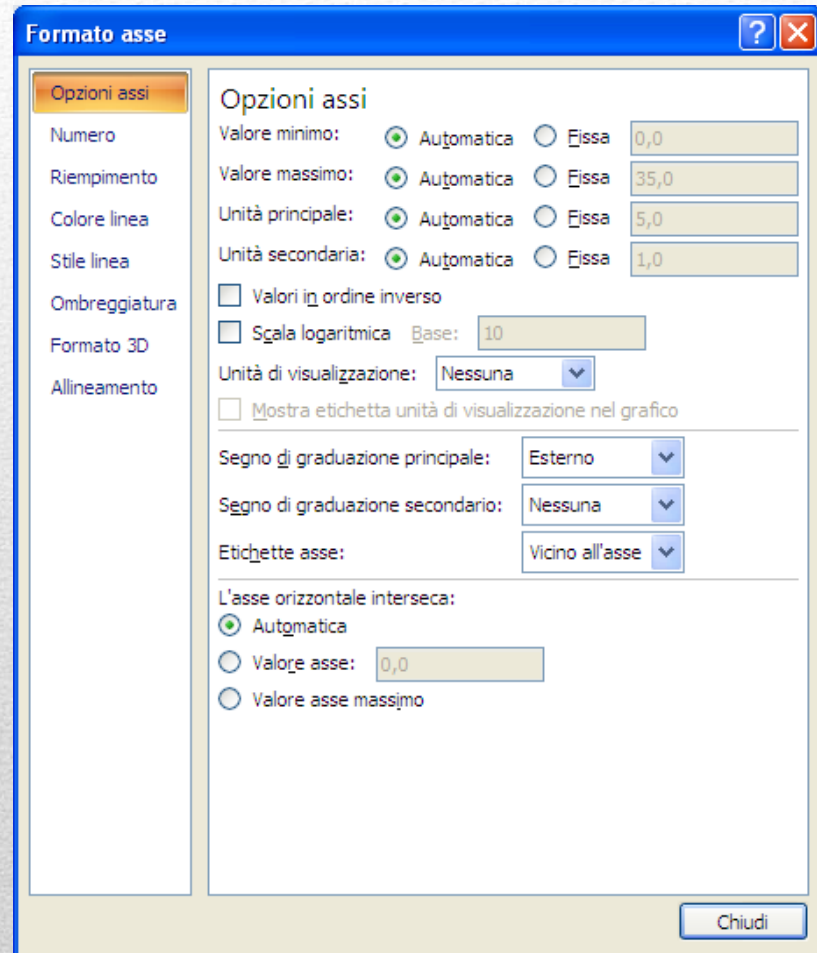 Formato asse
Opzioni assi
Numero
Riempimento
Colore linea
Stile linea
Ombreggiatura
Formato 3D
Allineamento
Opzioni assi
Valore minimo: Automatica Fissa 0,0
Valore massimo: Automatica Fissa 35,0
Unità principale: Automatica Fissa 5,0
Unità secondaria: Automatica Fissa 1,0
Valori in ordine inverso
Scala logaritmica Base: 10
Unità di visualizzazione: Nessuna
Mostra etichetta unità di visualizzazione nel grafico
Segno di graduazione principale: Esterno
Segno di graduazione secondario: Nessuna
Etichette asse: Vicino all'asse
L'asse orizzontale interseca:
Automatica
Valore asse: 0,0
Valore asse massimo
Chiudi